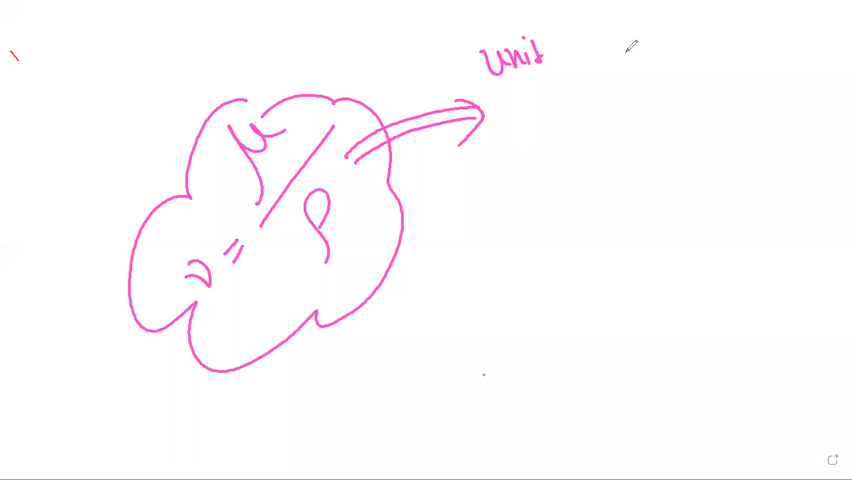 unit
ν = μ / ρ